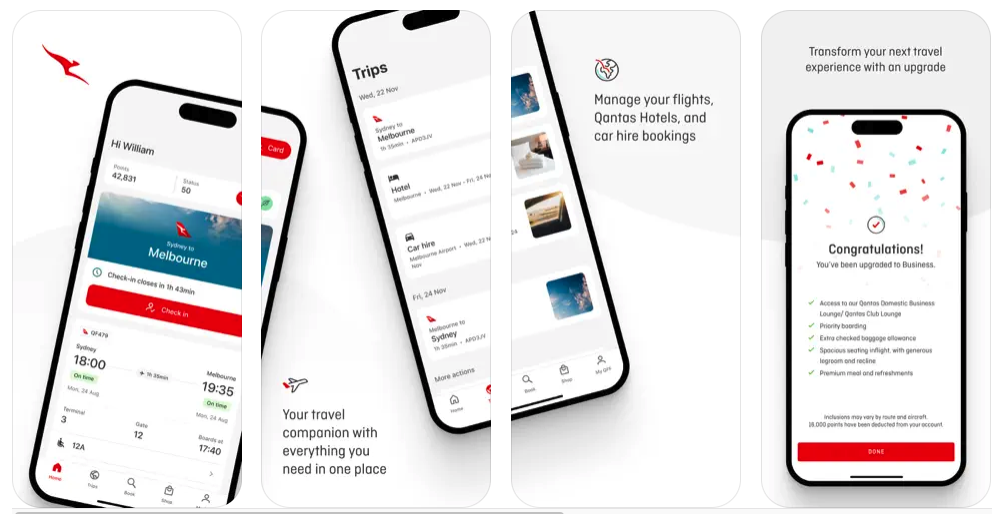 Hi William
Points
42,831
Status
50
Sydney to
Melbourne
Check-in closes in 1h 43min
Check in
QF479
Sydney
18:00
On time
Mon, 24 Aug
1h 35min
Melbourne
19:35
On time
Mon, 24 Aug
Terminal
3
Gate
12
Boards at
17:40
12A
Home
Trips
Book
Shop
Card
Your travel
companion with
everything you
need in one place
Trips
Wed, 22 Nov
Sydney to
Melbourne
1h 35min • APD3JV
Hotel
Melbourne • Wed, 22 Nov - Fri, 24 No
Car hire
Melbourne Airport • Wed, 22 N
24
Nov
Fri, 24 Nov
Melbourne to
Sydney
1h 35min • APD3JV
More actions
Home
Book
Shop
My QFF
Manage your flights,
Qantas Hotels, and
car hire bookings
Transform your next travel
experience with an upgrade
Congratulations!
You've been upgraded to Business.
Access to our Qantas Domestic Business
Lounge/ Qantas Club Lounge
Priority boarding
Extra checked baggage allowance
Spacious seating inflight, with generous
legroom and recline
Premium meal and refreshments
Inclusions may vary by route and aircraft.
16,000 points have been deducted from your account
DONE